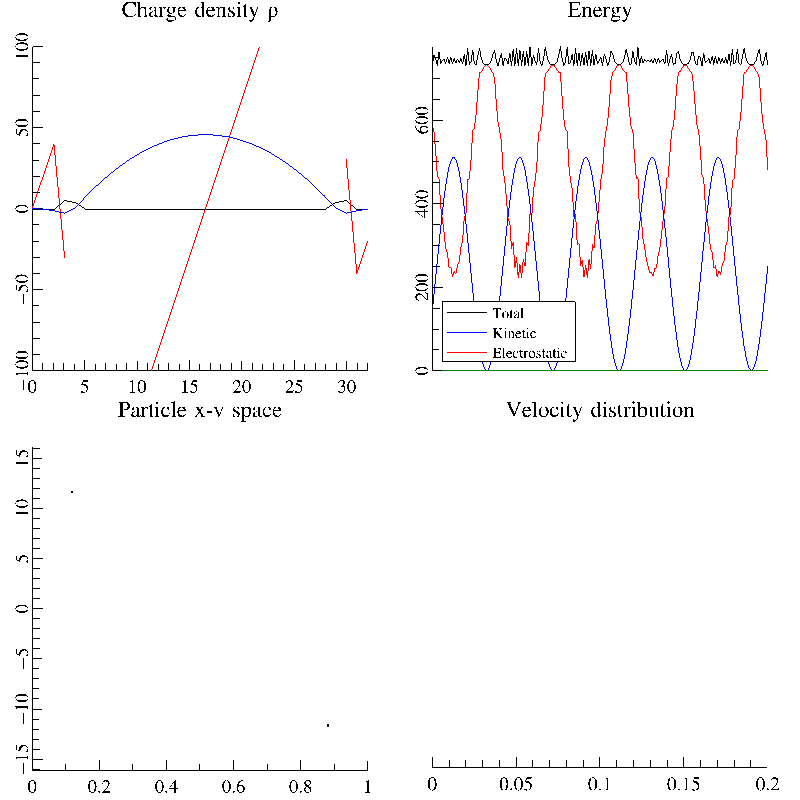 Charge density ρ
100
50
0
−50
−100
0 5 10 15 20 25 30
Energy
600
400
200
0
Total
Kinetic
Electrostatic
Particle x-v space
15
10
5
0
−5
−10
−15
0 0.2 0.4 0.6 0.8 1
Velocity distribution
0 0.05 0.1 0.15 0.2